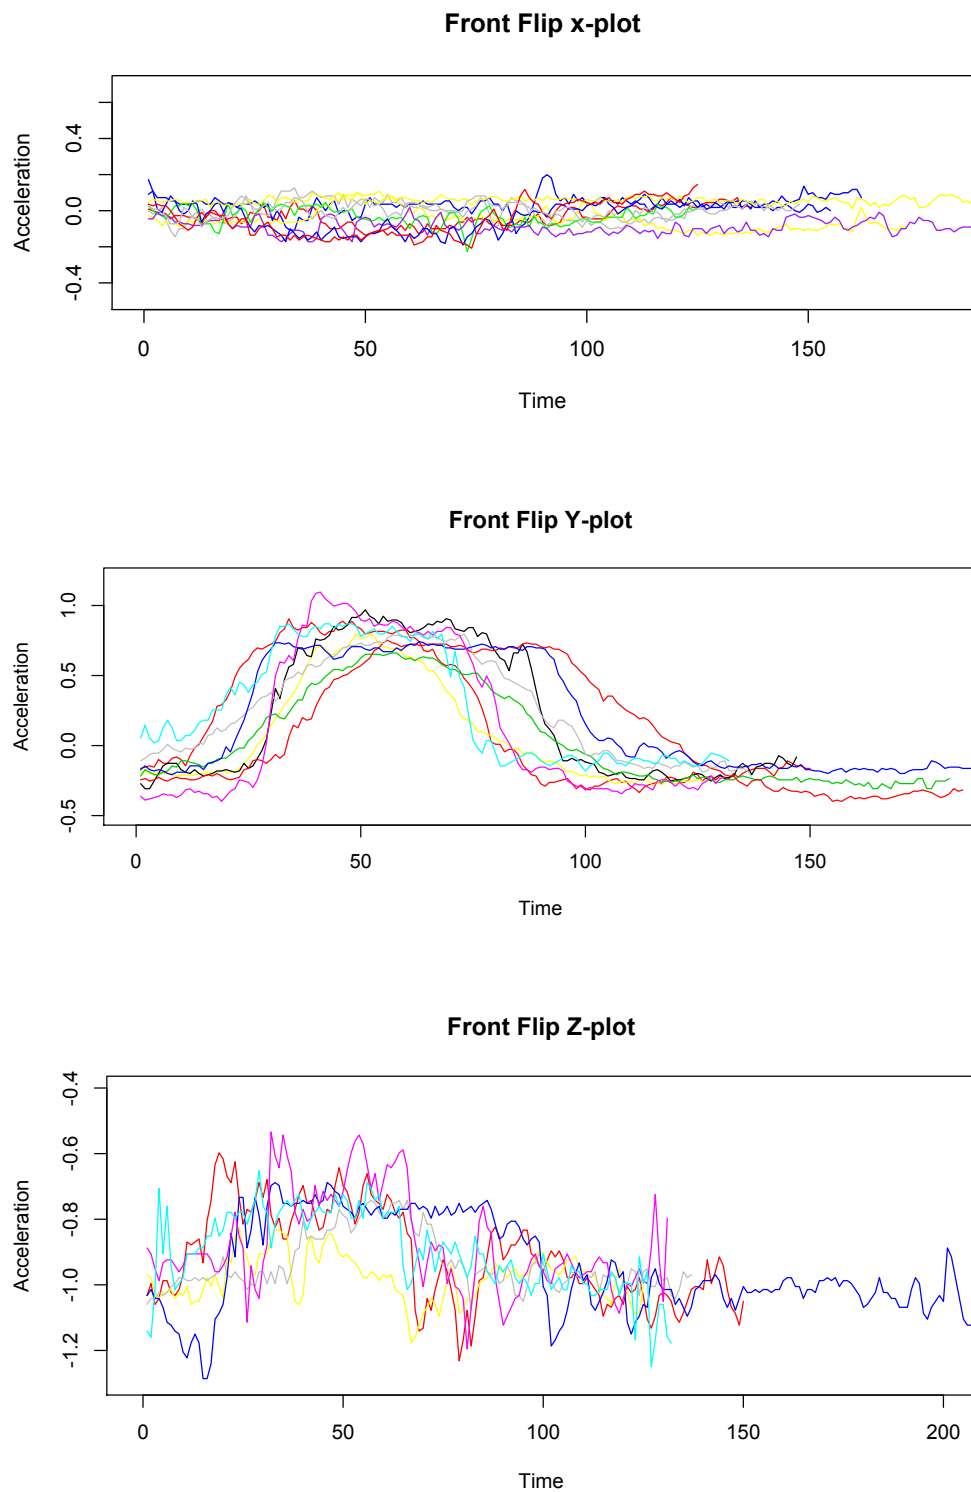 Front Flip x-plot
Acceleration
-0.4 0.0 0.4
0 50 100 150
Time
Front Flip Y-plot
Acceleration
-0.5 0.0 0.5 1.0
0 50 100 150
Time
Front Flip Z-plot
Acceleration
-1.2 -1.0 -0.8 -0.6 -0.4
0 50 100 150 200
Time